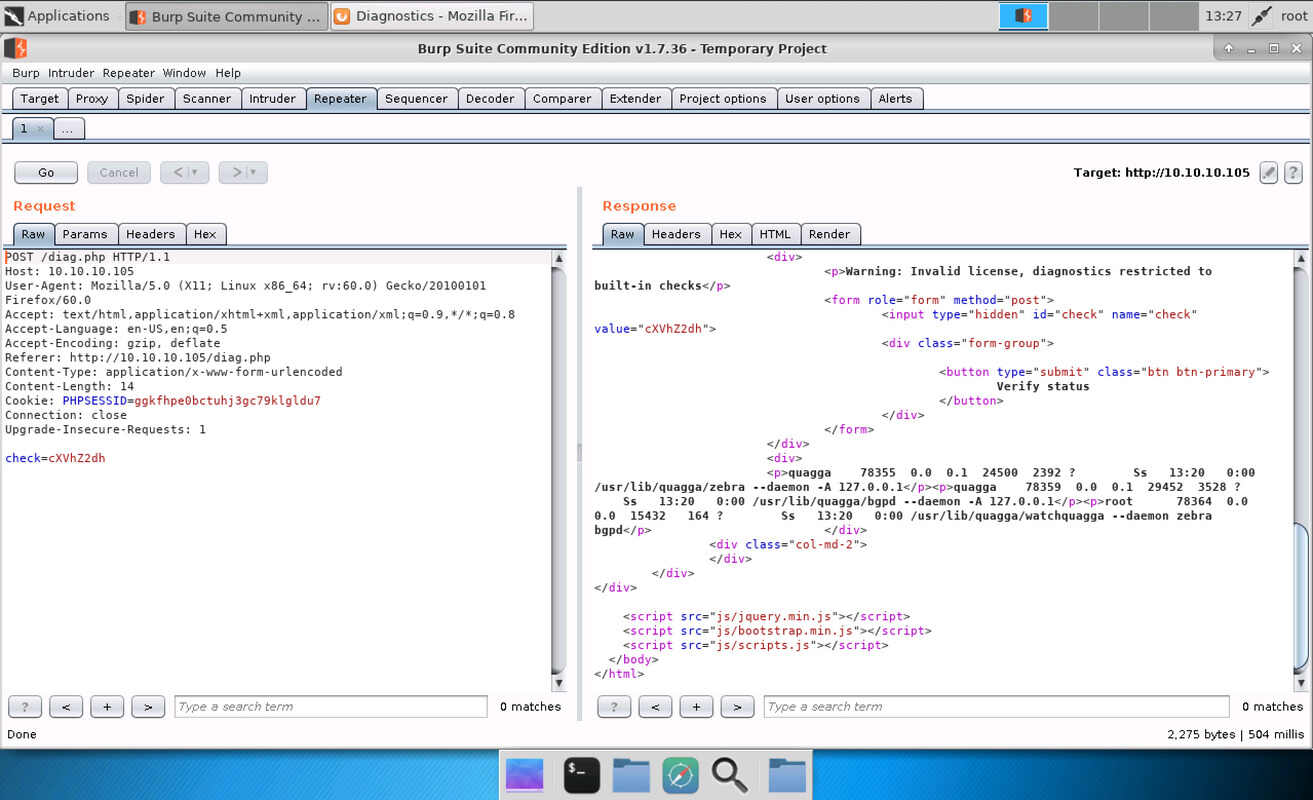 Applications
Burp Suite Community ...
Diagnostics - Mozilla Fir...
13:27
root
Burp Suite Community Edition v1.7.36 - Temporary Project
Burp Intruder Repeater Window Help
Target Proxy Spider Scanner Intruder Repeater Sequencer Decoder Comparer Extender Project options User options Alerts
1 × ...
Go Cancel < > Target: http://10.10.10.105 ?
Request
Raw Params Headers Hex
POST /diag.php HTTP/1.1
Host: 10.10.10.105
User-Agent: Mozilla/5.0 (X11; Linux x86_64; rv:60.0) Gecko/20100101
Firefox/60.0
Accept: text/html,application/xhtml+xml,application/xml;q=0.9,*/*;q=0.8
Accept-Language: en-US,en;q=0.5
Accept-Encoding: gzip, deflate
Referer: http://10.10.10.105/diag.php
Content-Type: application/x-www-form-urlencoded
Content-Length: 14
Cookie: PHPSESSID=ggkfhpe0bctuhj3gc79klgldu7
Connection: close
Upgrade-Insecure-Requests: 1
check=cXVhZ2dh
? < + > Type a search term 0 matches
Response
Raw Headers Hex HTML Render
<div>
<p>Warning: Invalid license, diagnostics restricted to
built-in checks</p>
<form role="form" method="post">
<input type="hidden" id="check" name="check"
value="cXVhZ2dh">
<div class="form-group">
<button type="submit" class="btn btn-primary">
Verify status
</button>
</div>
</form>
</div>
<div>
<p>quagga 78355 0.0 0.1 24500 2392 ? Ss 13:20 0:00
/usr/lib/quagga/zebra --daemon -A 127.0.0.1</p><p>quagga 78359 0.0 0.1 29452 3528 ?
Ss 13:20 0:00 /usr/lib/quagga/bgpd --daemon -A 127.0.0.1</p><p>root 78364 0.0
0.0 15432 164 ? Ss 13:20 0:00 /usr/lib/quagga/watchquagga --daemon zebra
bgpd</p> </div>
<div class="col-md-2">
</div>
</div>
</div>
<script src="js/jquery.min.js"></script>
<script src="js/bootstrap.min.js"></script>
<script src="js/scripts.js"></script>
</body>
</html>
? < + > Type a search term 0 matches
Done 2,275 bytes | 504 millis